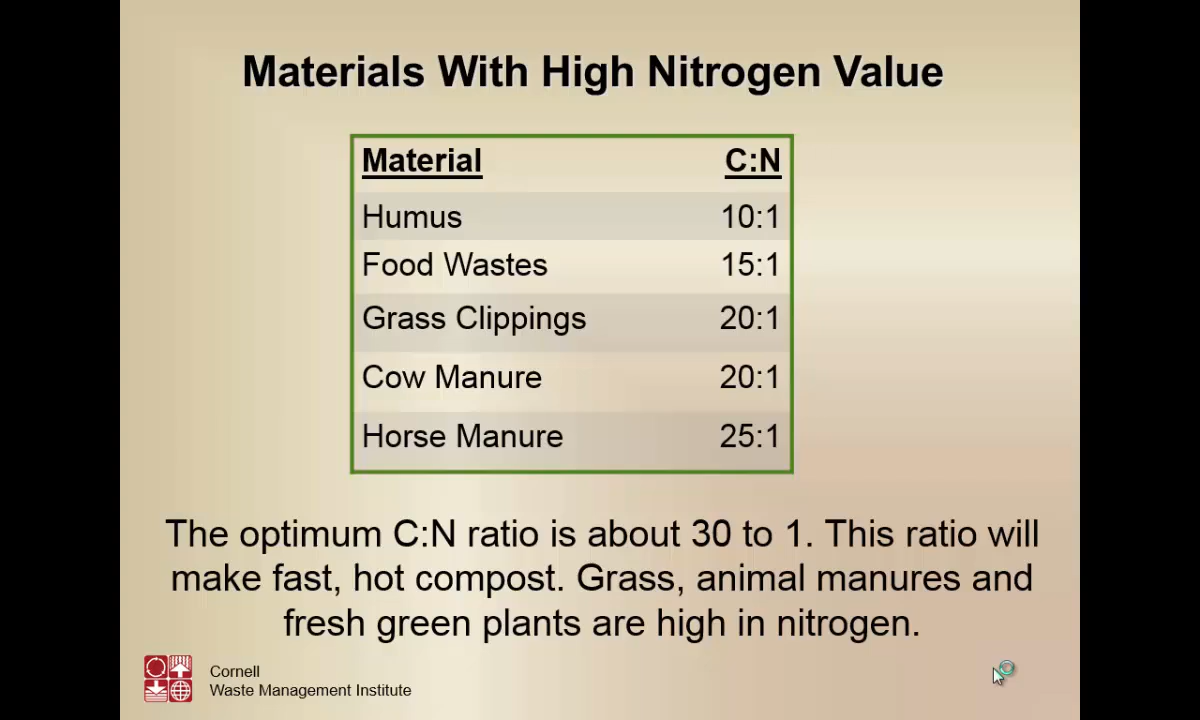 Materials With High Nitrogen Value
Material C:N
Humus 10:1
Food Wastes 15:1
Grass Clippings 20:1
Cow Manure 20:1
Horse Manure 25:1
The optimum C:N ratio is about 30 to 1. This ratio will
make fast, hot compost. Grass, animal manures and
fresh green plants are high in nitrogen.
Cornell
Waste Management Institute